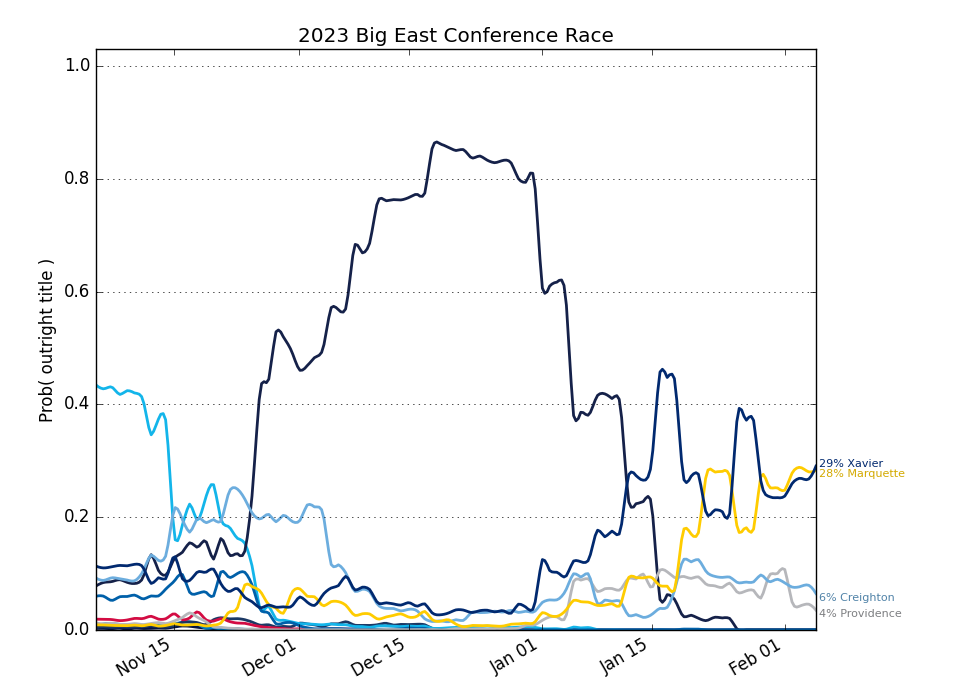 2023 Big East Conference Race
Prob( outright title )
1.0
0.8
0.6
0.4
0.2
0.0
29% Xavier
28% Marquette
6% Creighton
4% Providence
Nov 15
Dec 01
Dec 15
Jan 01
Jan 15
Feb 01